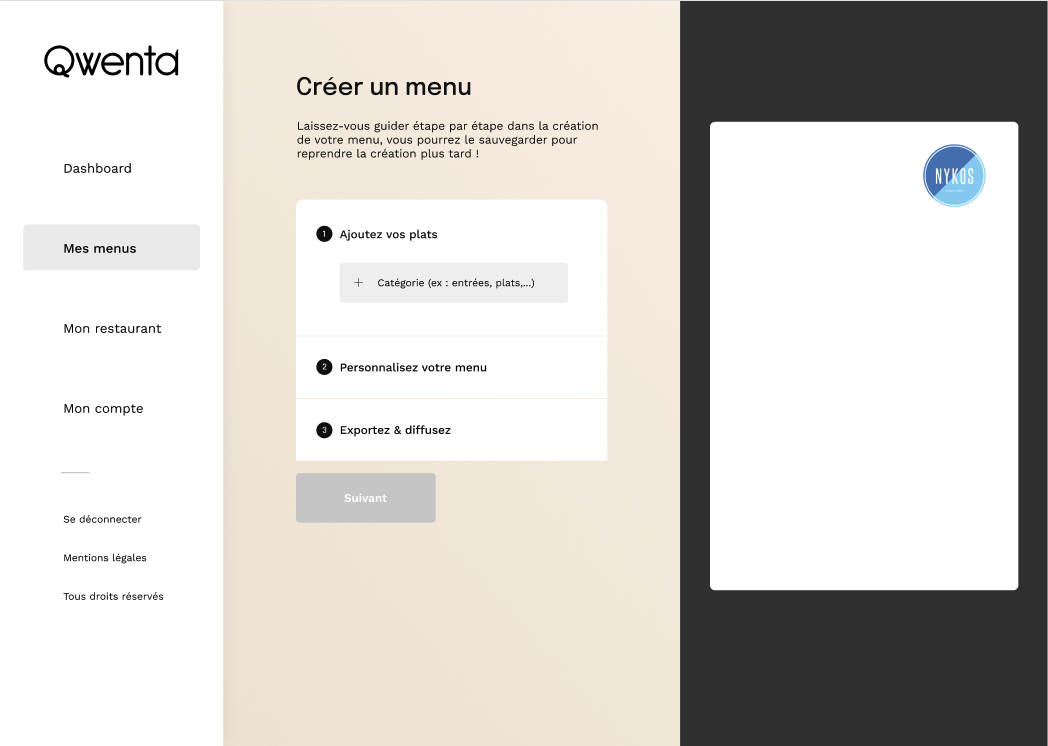 Qwenta
Dashboard
Mes menus
Mon restaurant
Mon compte
Se déconnecter
Mentions légales
Tous droits réservés
Créer un menu
Laissez-vous guider étape par étape dans la création
de votre menu, vous pourrez le sauvegarder pour
reprendre la création plus tard !
1 Ajoutez vos plats
+ Catégorie (ex : entrées, plats,...)
2 Personnalisez votre menu
3 Exportez & diffusez
Suivant
NYKOS